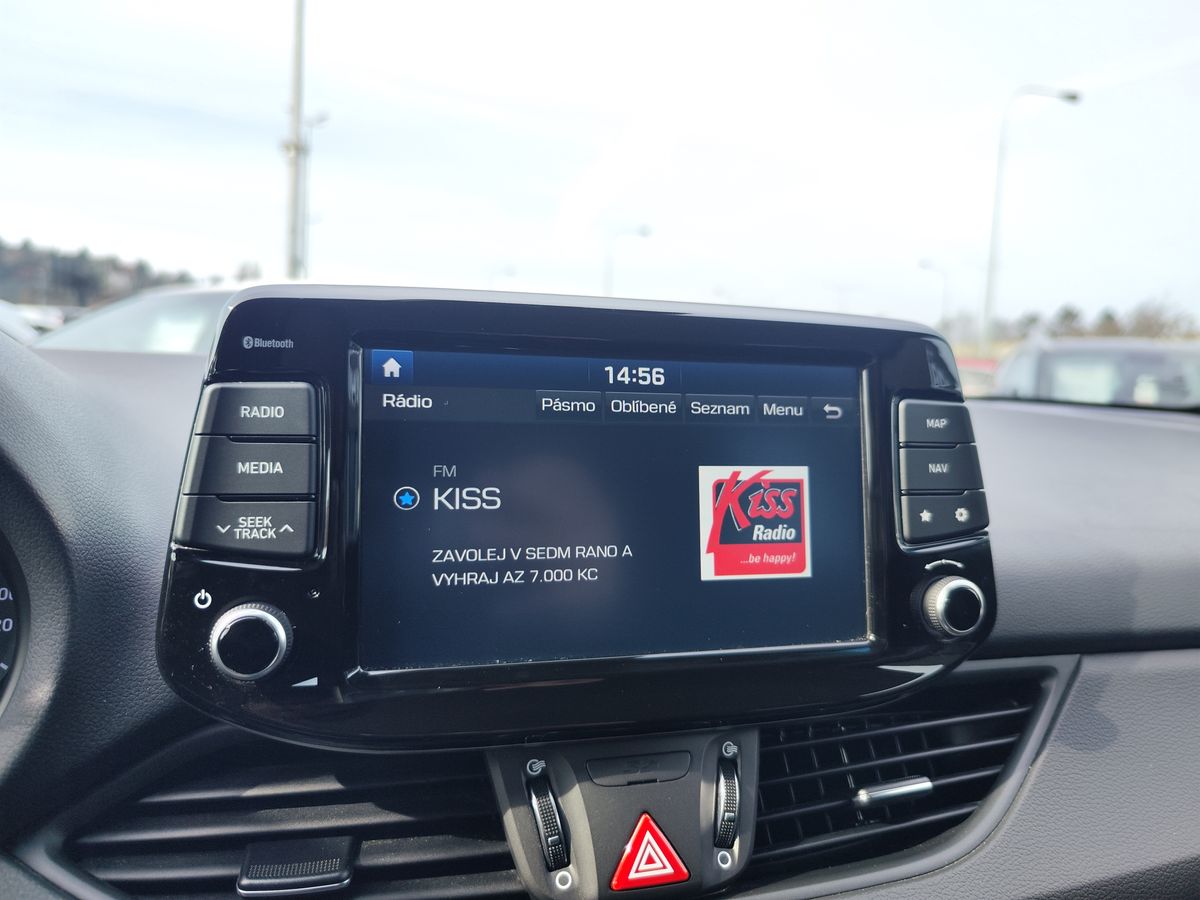 Bluetooth
RADIO
MEDIA
SEEK
TRACK
14:56
Rádio
Pásmo Oblíbené Seznam Menu
FM
KISS
ZAVOLEJ V SEDM RANO A
VYHRAJ AZ 7.000 KC
Kiss
Radio
...be happy!
MAP
NAV
20